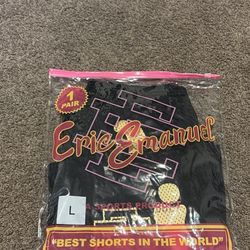 1
PAIR
Eric Emanuel
A SPORTS PRODUCT
L
"BEST SHORTS IN THE WORLD"